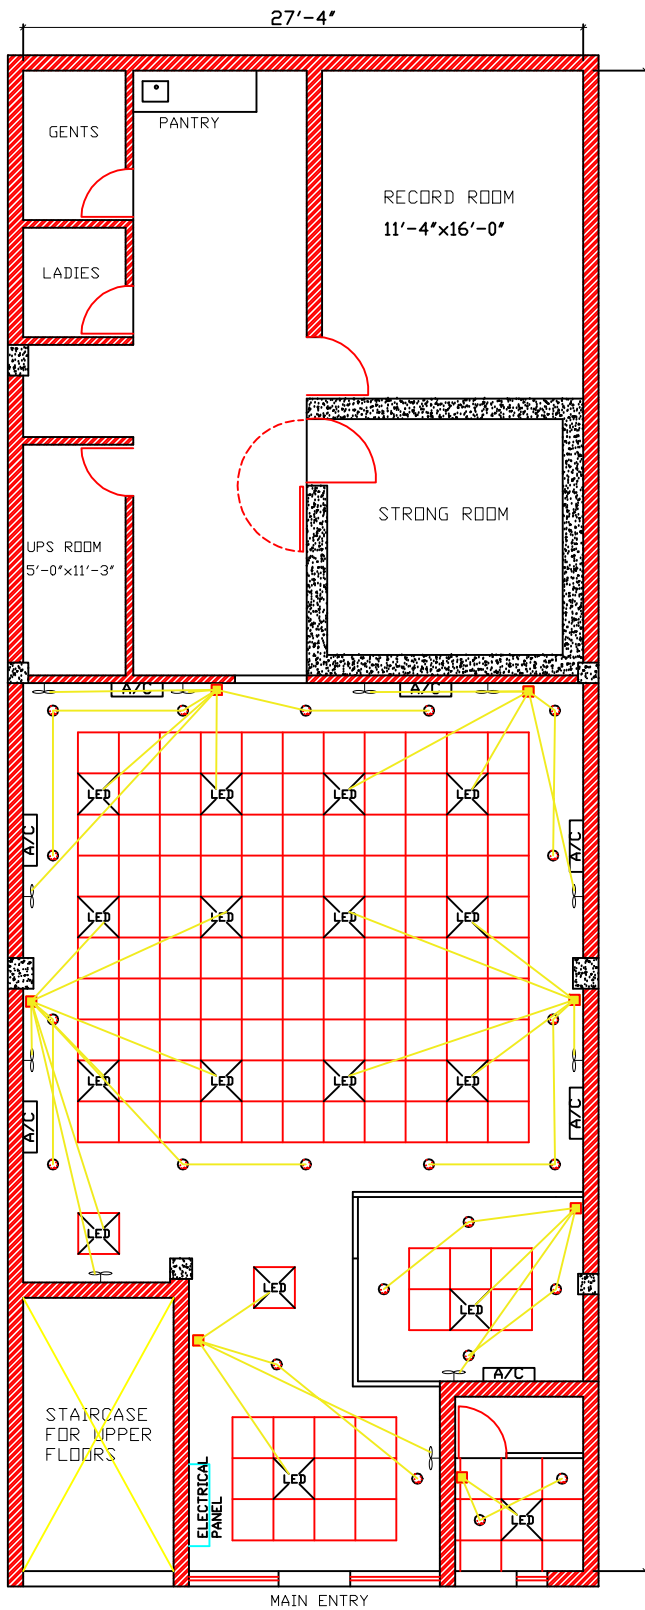 27'-4"
GENTS
PANTRY
RECORD ROOM
11'-4"x16'-0"
LADIES
STRONG ROOM
UPS ROOM
5'-0"x11'-3"
A/C
A/C
LED
LED
LED
LED
A/C
A/C
LED
LED
LED
LED
LED
LED
LED
LED
A/C
A/C
LED
LED
LED
A/C
STAIRCASE
FOR UPPER
FLOORS
ELECTRICAL
PANEL
LED
LED
MAIN ENTRY